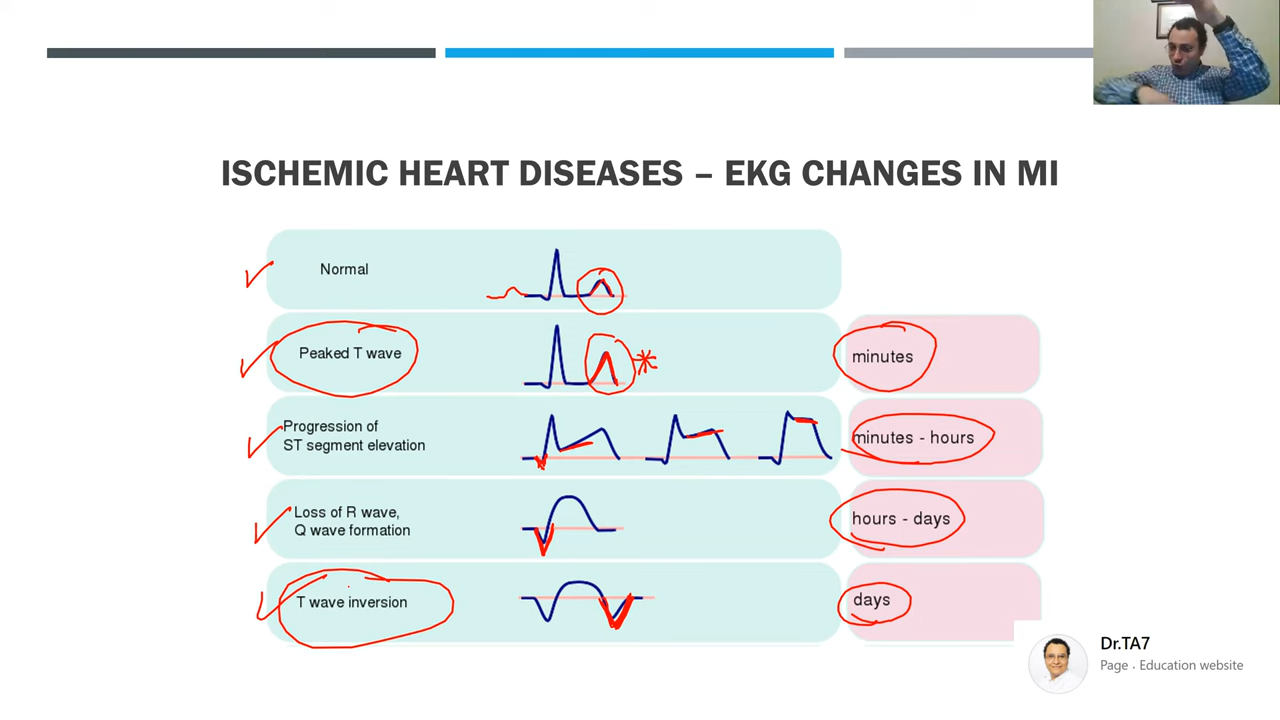 ISCHEMIC HEART DISEASES – EKG CHANGES IN MI
Normal
Peaked T wave
minutes
Progression of
ST segment elevation
minutes - hours
Loss of R wave,
Q wave formation
hours - days
T wave inversion
days
Dr.TA7
Page · Education website